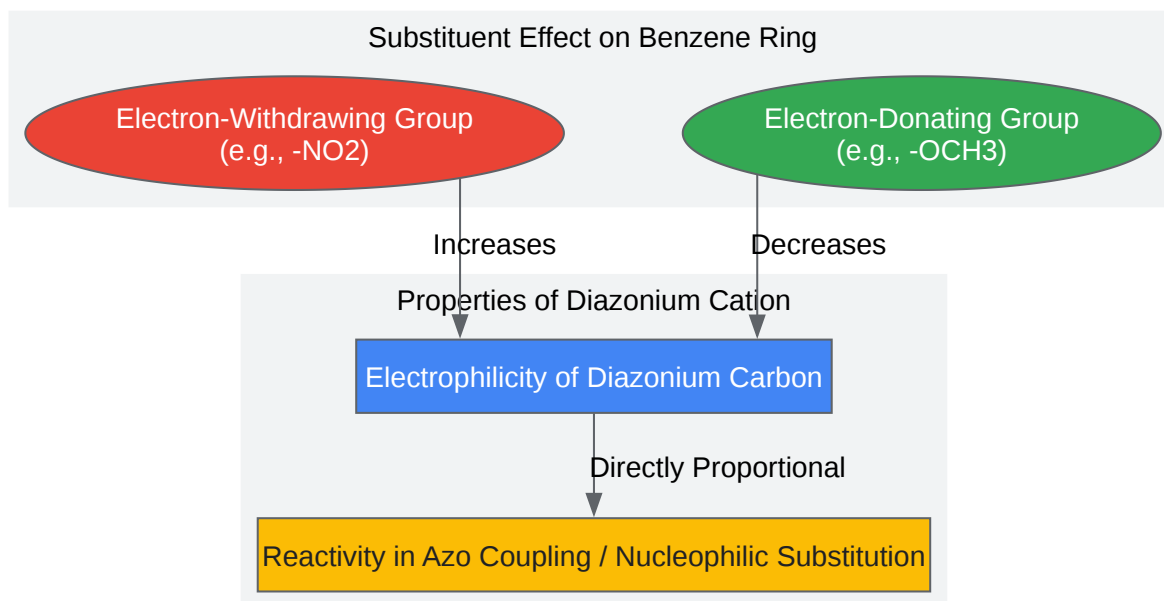 Substituent Effect on Benzene Ring
Electron-Withdrawing Group
(e.g., -NO2)
Electron-Donating Group
(e.g., -OCH3)
Increases
Decreases
Properties of Diazonium Cation
Electrophilicity of Diazonium Carbon
Directly Proportional
Reactivity in Azo Coupling / Nucleophilic Substitution